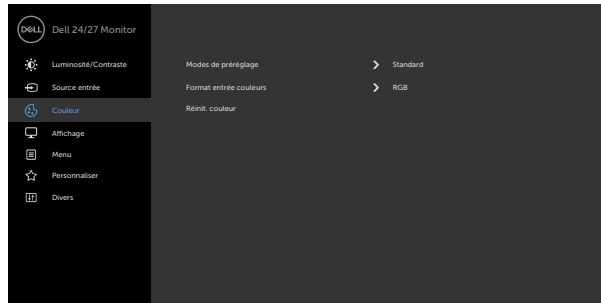 DELL Dell 24/27 Monitor
Luminosité/Contraste
Source entrée
Couleur
Affichage
Menu
Personnaliser
Divers
Modes de préréglage Standard
Format entrée couleurs RGB
Réinit. couleur